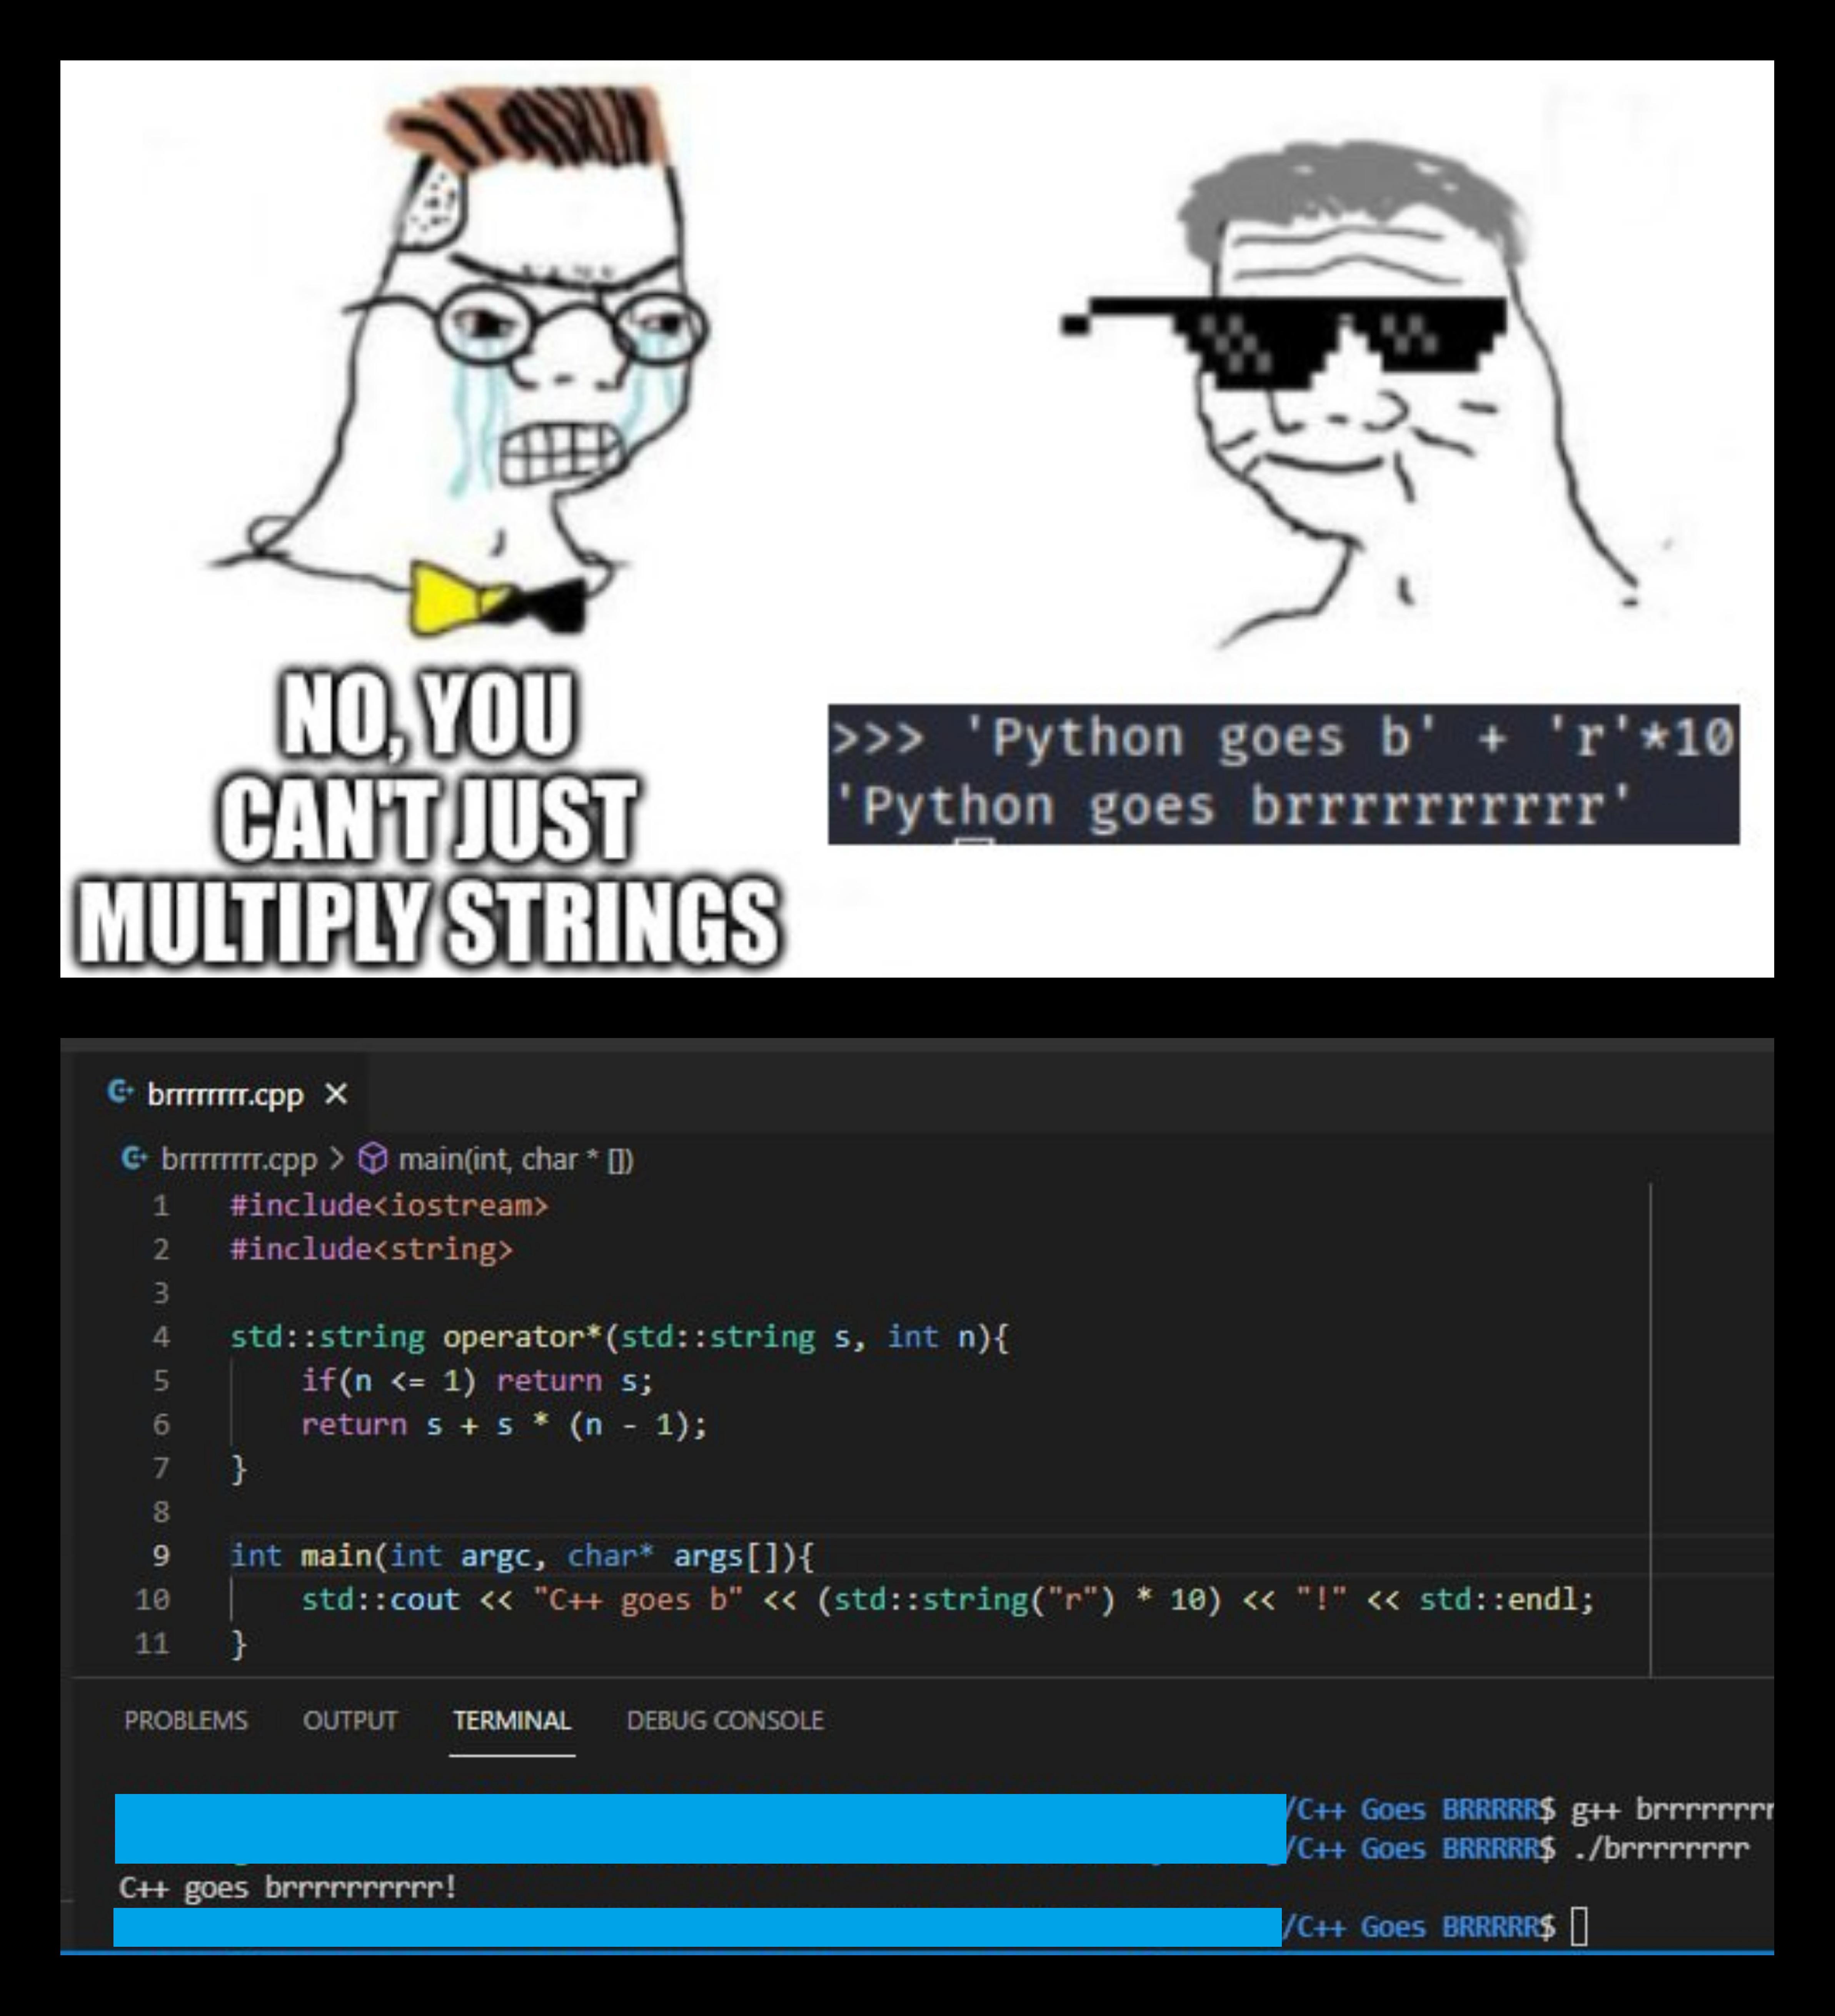 NO, YOU
CAN'T JUST
MULTIPLY STRINGS
>>> 'Python goes b' + 'r'*10
'Python goes brrrrrrrrrr'
brrrrrrrr.cpp ×
brrrrrrrr.cpp > main(int, char * [])
1 #include<iostream>
2 #include<string>
3
4 std::string operator*(std::string s, int n){
5 if(n <= 1) return s;
6 return s + s * (n - 1);
7 }
8
9 int main(int argc, char* args[]){
10 std::cout << "C++ goes b" << (std::string("r") * 10) << "!" << std::endl;
11 }
PROBLEMS OUTPUT TERMINAL DEBUG CONSOLE
/C++ Goes BRRRRR$ g++ brrrrrrrr
/C++ Goes BRRRRR$ ./brrrrrrrr
C++ goes brrrrrrrrrr!
/C++ Goes BRRRRR$